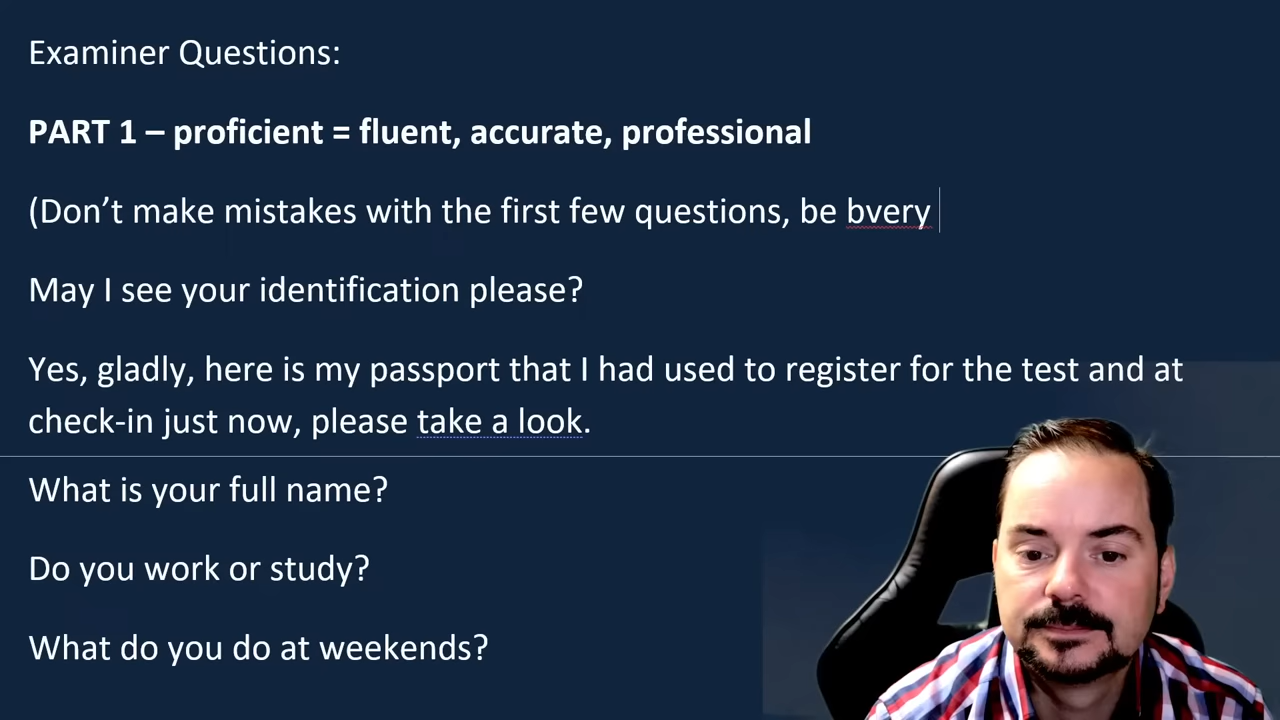 Examiner Questions:
PART 1 – proficient = fluent, accurate, professional
(Don’t make mistakes with the first few questions, be bvery
May I see your identification please?
Yes, gladly, here is my passport that I had used to register for the test and at
check-in just now, please take a look.
What is your full name?
Do you work or study?
What do you do at weekends?